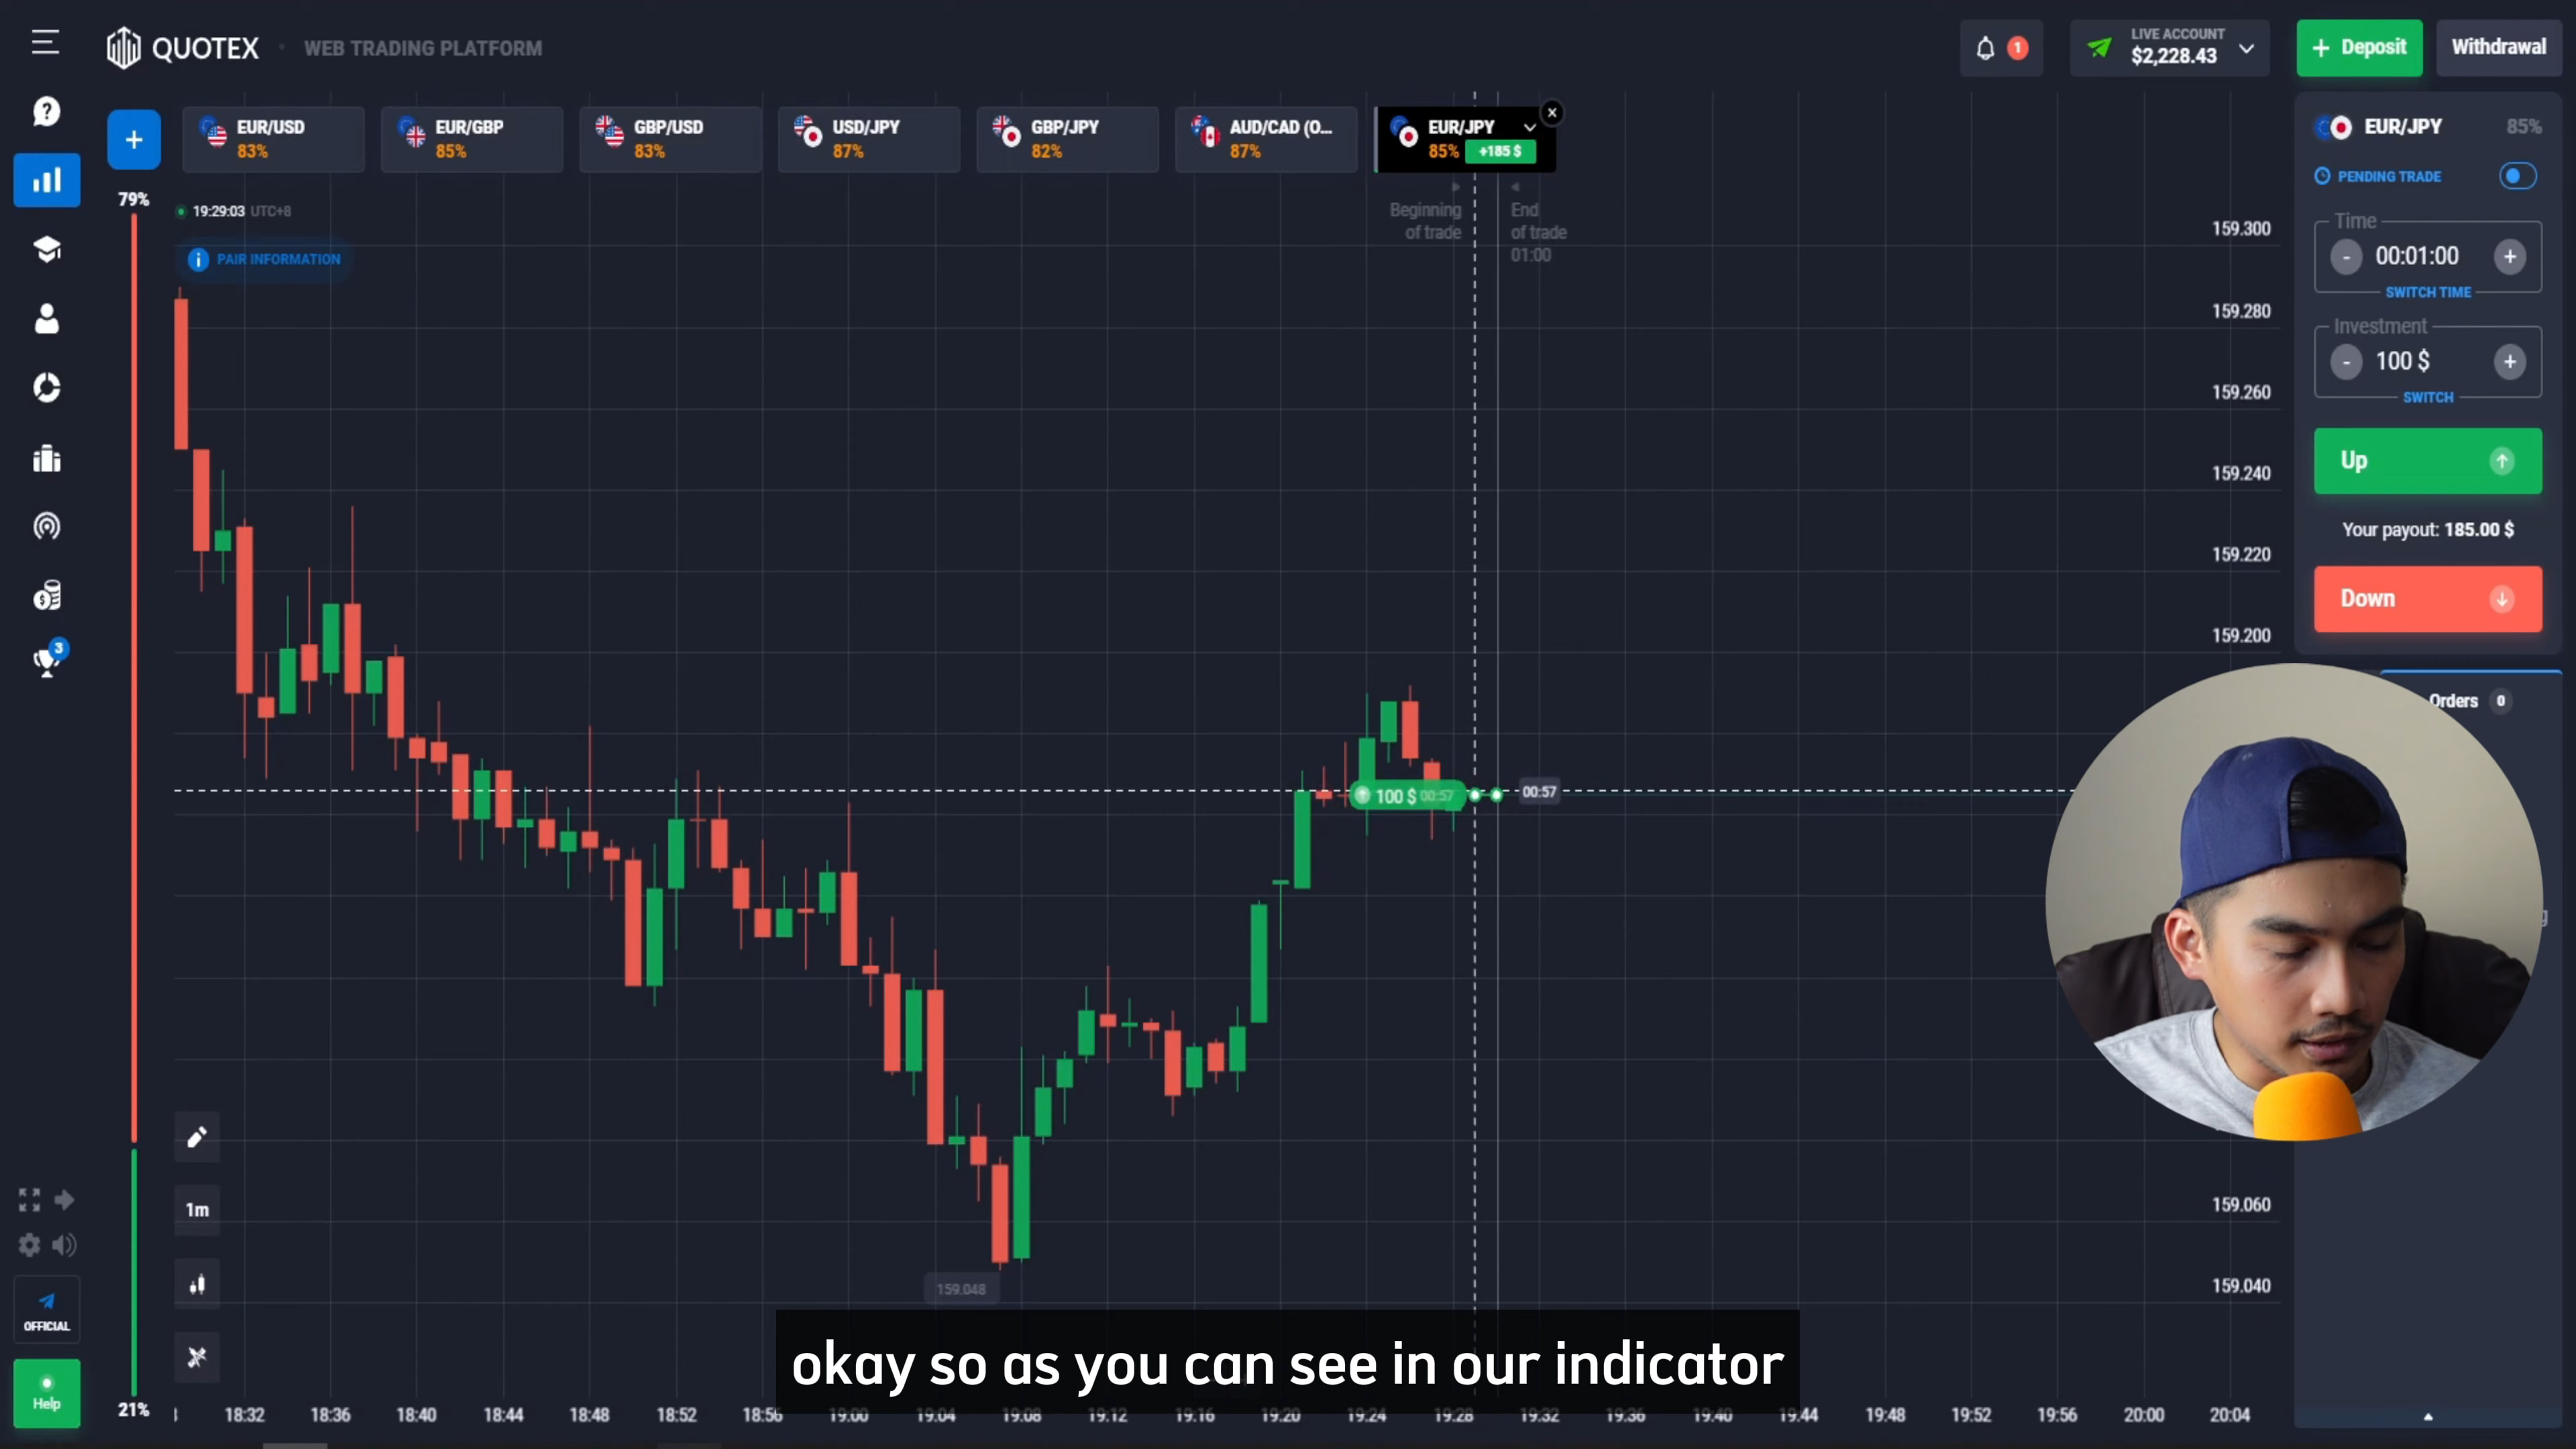 QUOTEX · WEB TRADING PLATFORM
1
LIVE ACCOUNT
$2,228.43
+ Deposit
Withdrawal
+
EUR/USD
83%
EUR/GBP
85%
GBP/USD
83%
USD/JPY
87%
GBP/JPY
82%
AUD/CAD (O...
87%
EUR/JPY
85% +185 $
79%
19:29:03 UTC+8
PAIR INFORMATION
Beginning
of trade
End
of trade
01:00
159.300
159.280
159.260
159.240
159.220
159.200
159.060
159.040
EUR/JPY 85%
PENDING TRADE
Time
- 00:01:00 +
SWITCH TIME
Investment
- 100 $ +
SWITCH
Up
Your payout: 185.00 $
Down
Orders 0
3
100 $ 00:57
00:57
159.048
1m
OFFICIAL
Help
21%
okay so as you can see in our indicator
18:32 18:36 18:40 18:44 18:48 18:52 18:56 19:00 19:04 19:08 19:12 19:16 19:20 19:24 19:28 19:32 19:36 19:40 19:44 19:48 19:52 19:56 20:00 20:04